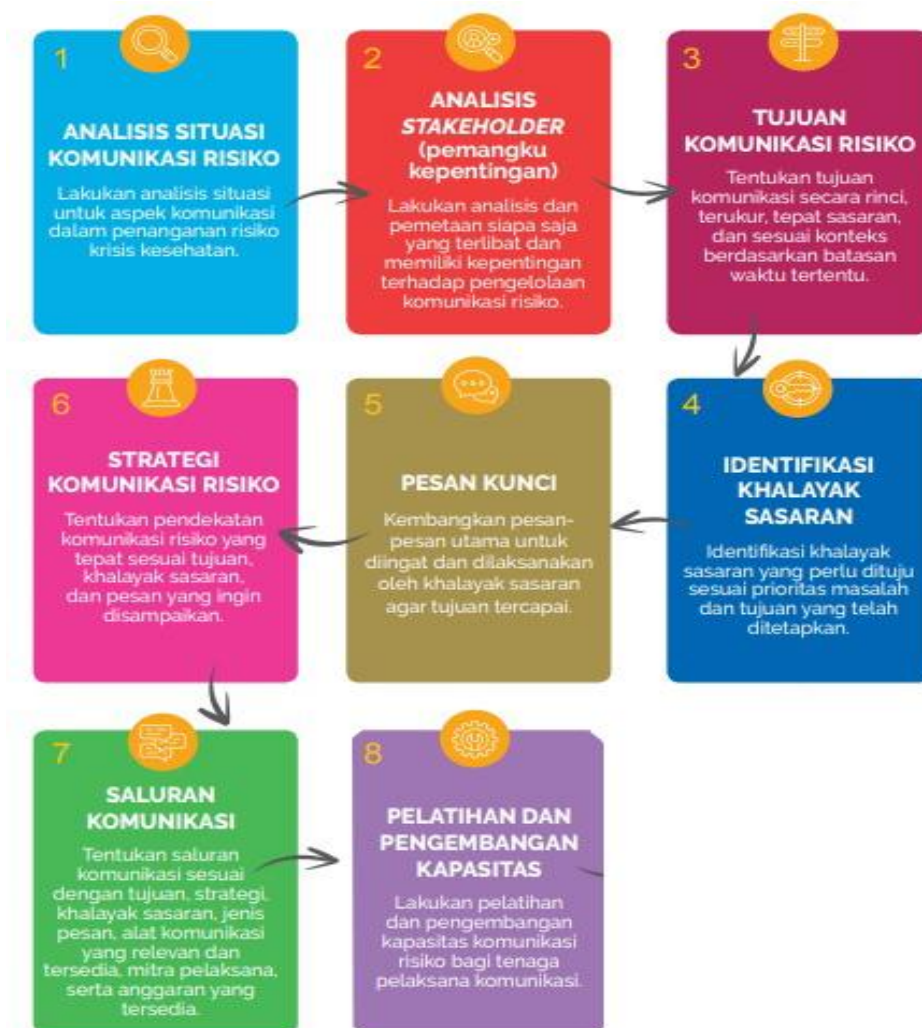 1
ANALISIS SITUASI
KOMUNIKASI RISIKO
Lakukan analisis situasi
untuk aspek komunikasi
dalam penanganan risiko
krisis kesehatan.
2
ANALISIS
STAKEHOLDER
(pemangku
kepentingan)
Lakukan analisis dan
pemetaan siapa saja
yang terlibat dan
memiliki kepentingan
terhadap pengelolaan
komunikasi risiko.
3
TUJUAN
KOMUNIKASI RISIKO
Tentukan tujuan
komunikasi secara rinci,
terukur, tepat sasaran,
dan sesuai konteks
berdasarkan batasan
waktu tertentu.
4
IDENTIFIKASI
KHALAYAK
SASARAN
Identifikasi khalayak
sasaran yang perlu dituju
sesuai prioritas masalah
dan tujuan yang telah
ditetapkan.
5
PESAN KUNCI
Kembangkan pesan-
pesan utama untuk
diingat dan dilaksanakan
oleh khalayak sasaran
agar tujuan tercapai.
6
STRATEGI
KOMUNIKASI RISIKO
Tentukan pendekatan
komunikasi risiko yang
tepat sesuai tujuan,
khalayak sasaran,
dan pesan yang ingin
disampaikan.
7
SALURAN
KOMUNIKASI
Tentukan saluran
komunikasi sesuai
dengan tujuan, strategi,
khalayak sasaran, jenis
pesan, alat komunikasi
yang relevan dan
tersedia, mitra pelaksana,
serta anggaran yang
tersedia.
8
PELATIHAN DAN
PENGEMBANGAN
KAPASITAS
Lakukan pelatihan
dan pengembangan
kapasitas komunikasi
risiko bagi tenaga
pelaksana komunikasi.